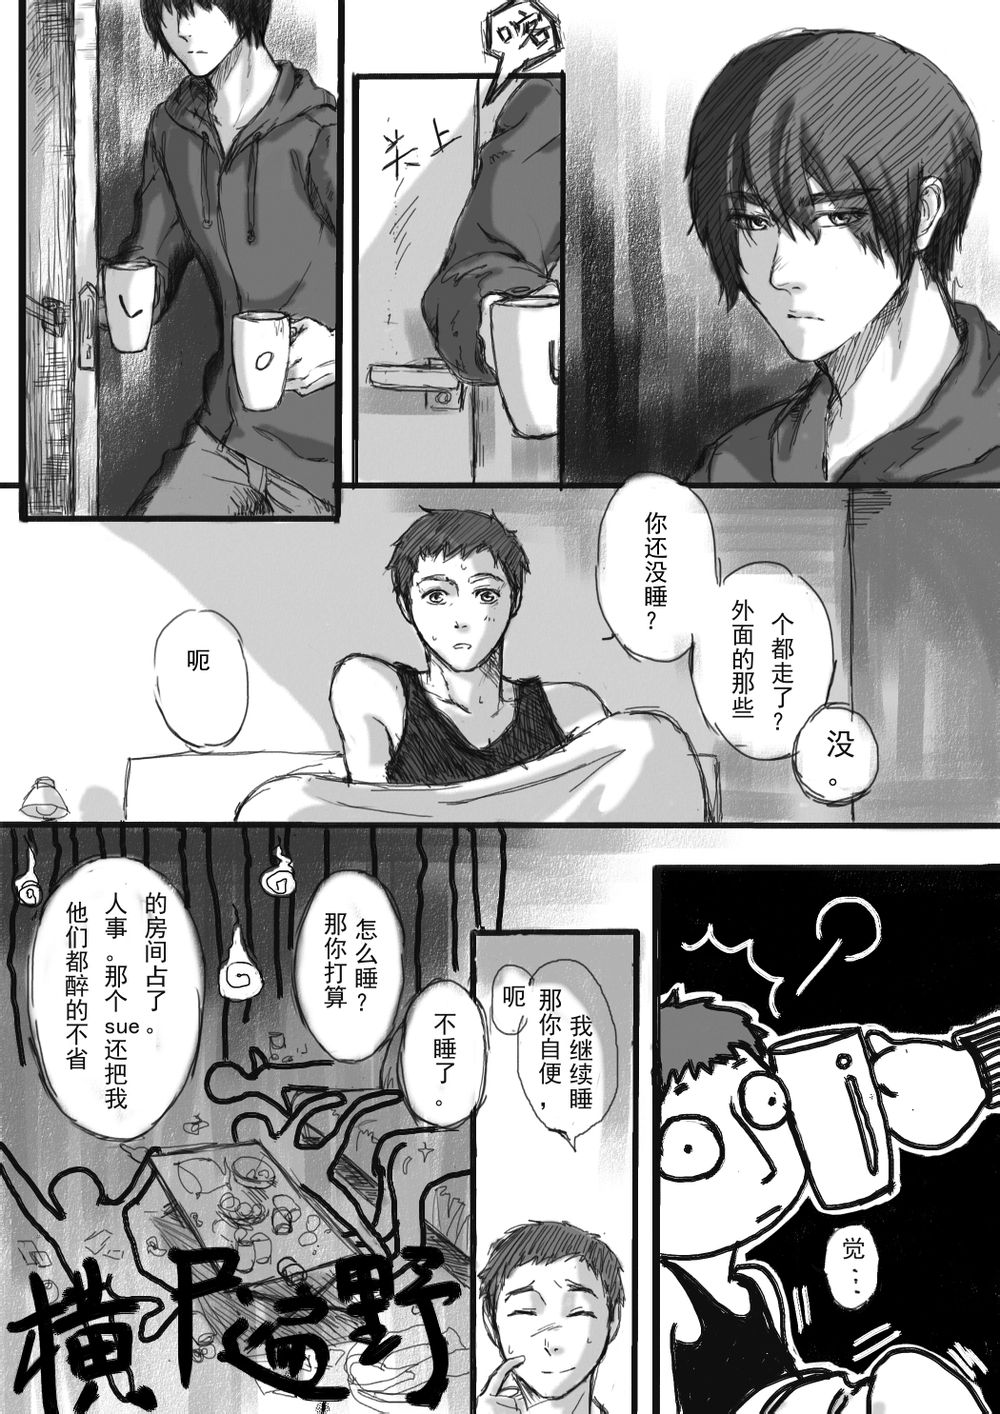 喀
关上
你还没睡？
外面的那些
个都走了？
没。
呃
那你打算
怎么睡？
不睡了。
他们都醉的不省
人事。那个sue还把我
的房间占了。
横尸遍野
呃
那你自便，
我继续睡
觉…